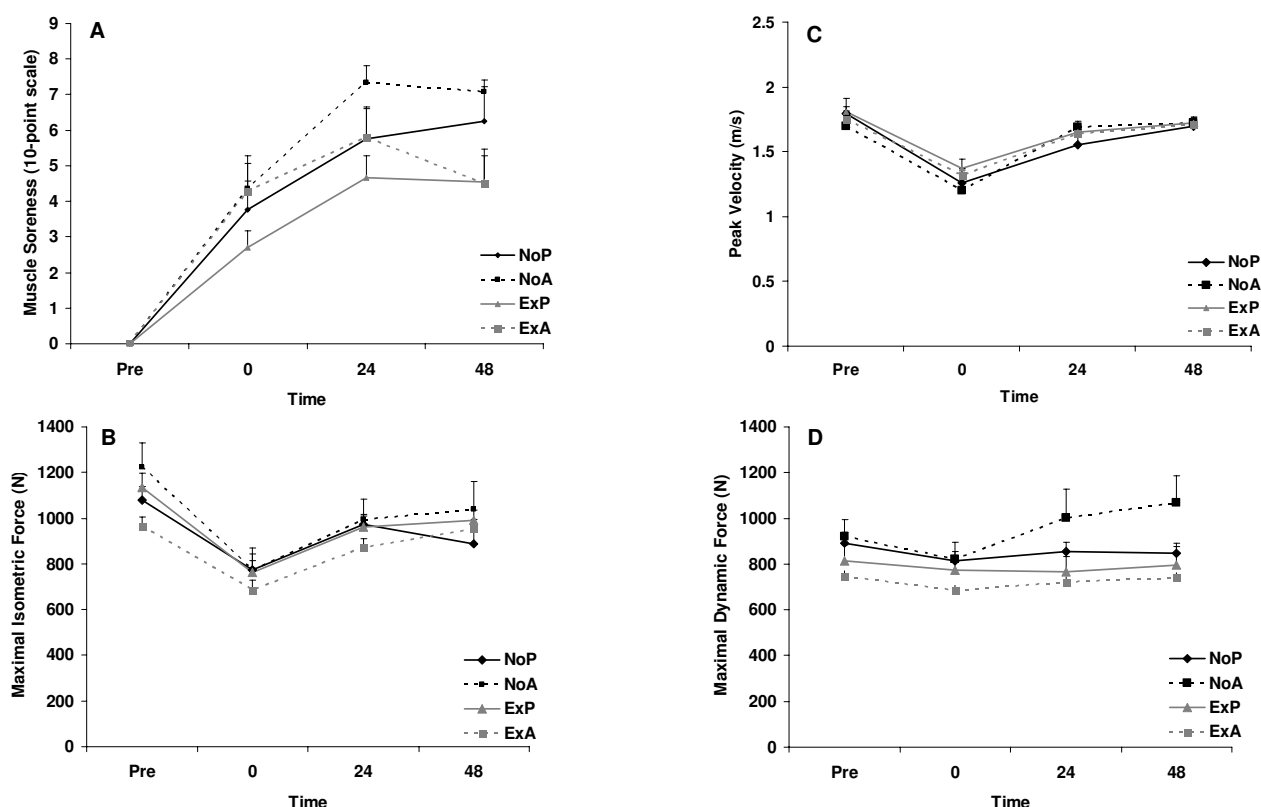 A
Muscle Soreness (10-point scale)
9
8
7
6
5
4
3
2
1
0
Pre 0 24 48
Time
NoP
NoA
ExP
ExA
C
Peak Velocity (m/s)
2.5
2
1.5
1
0.5
0
Pre 0 24 48
Time
NoP
NoA
ExP
ExA
B
Maximal Isometric Force (N)
1400
1200
1000
800
600
400
200
0
Pre 0 24 48
Time
NoP
NoA
ExP
ExA
D
Maximal Dynamic Force (N)
1400
1200
1000
800
600
400
200
0
Pre 0 24 48
Time
NoP
NoA
ExP
ExA